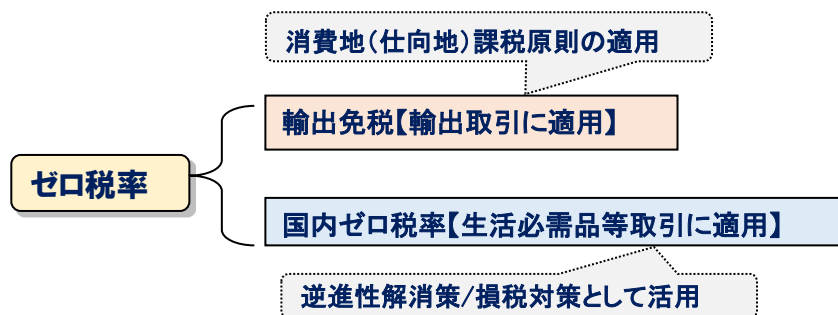 消費地（仕向地）課税原則の適用
輸出免税【輸出取引に適用】
ゼロ税率
国内ゼロ税率【生活必需品等取引に適用】
逆進性解消策/損税対策として活用